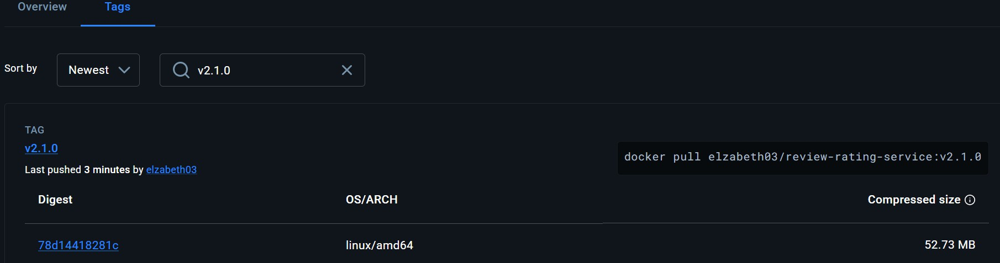 Overview Tags
Sort by Newest v2.1.0
TAG
v2.1.0
Last pushed 3 minutes by elzabeth03
docker pull elzabeth03/review-rating-service:v2.1.0
Digest OS/ARCH Compressed size
78d14418281c linux/amd64 52.73 MB